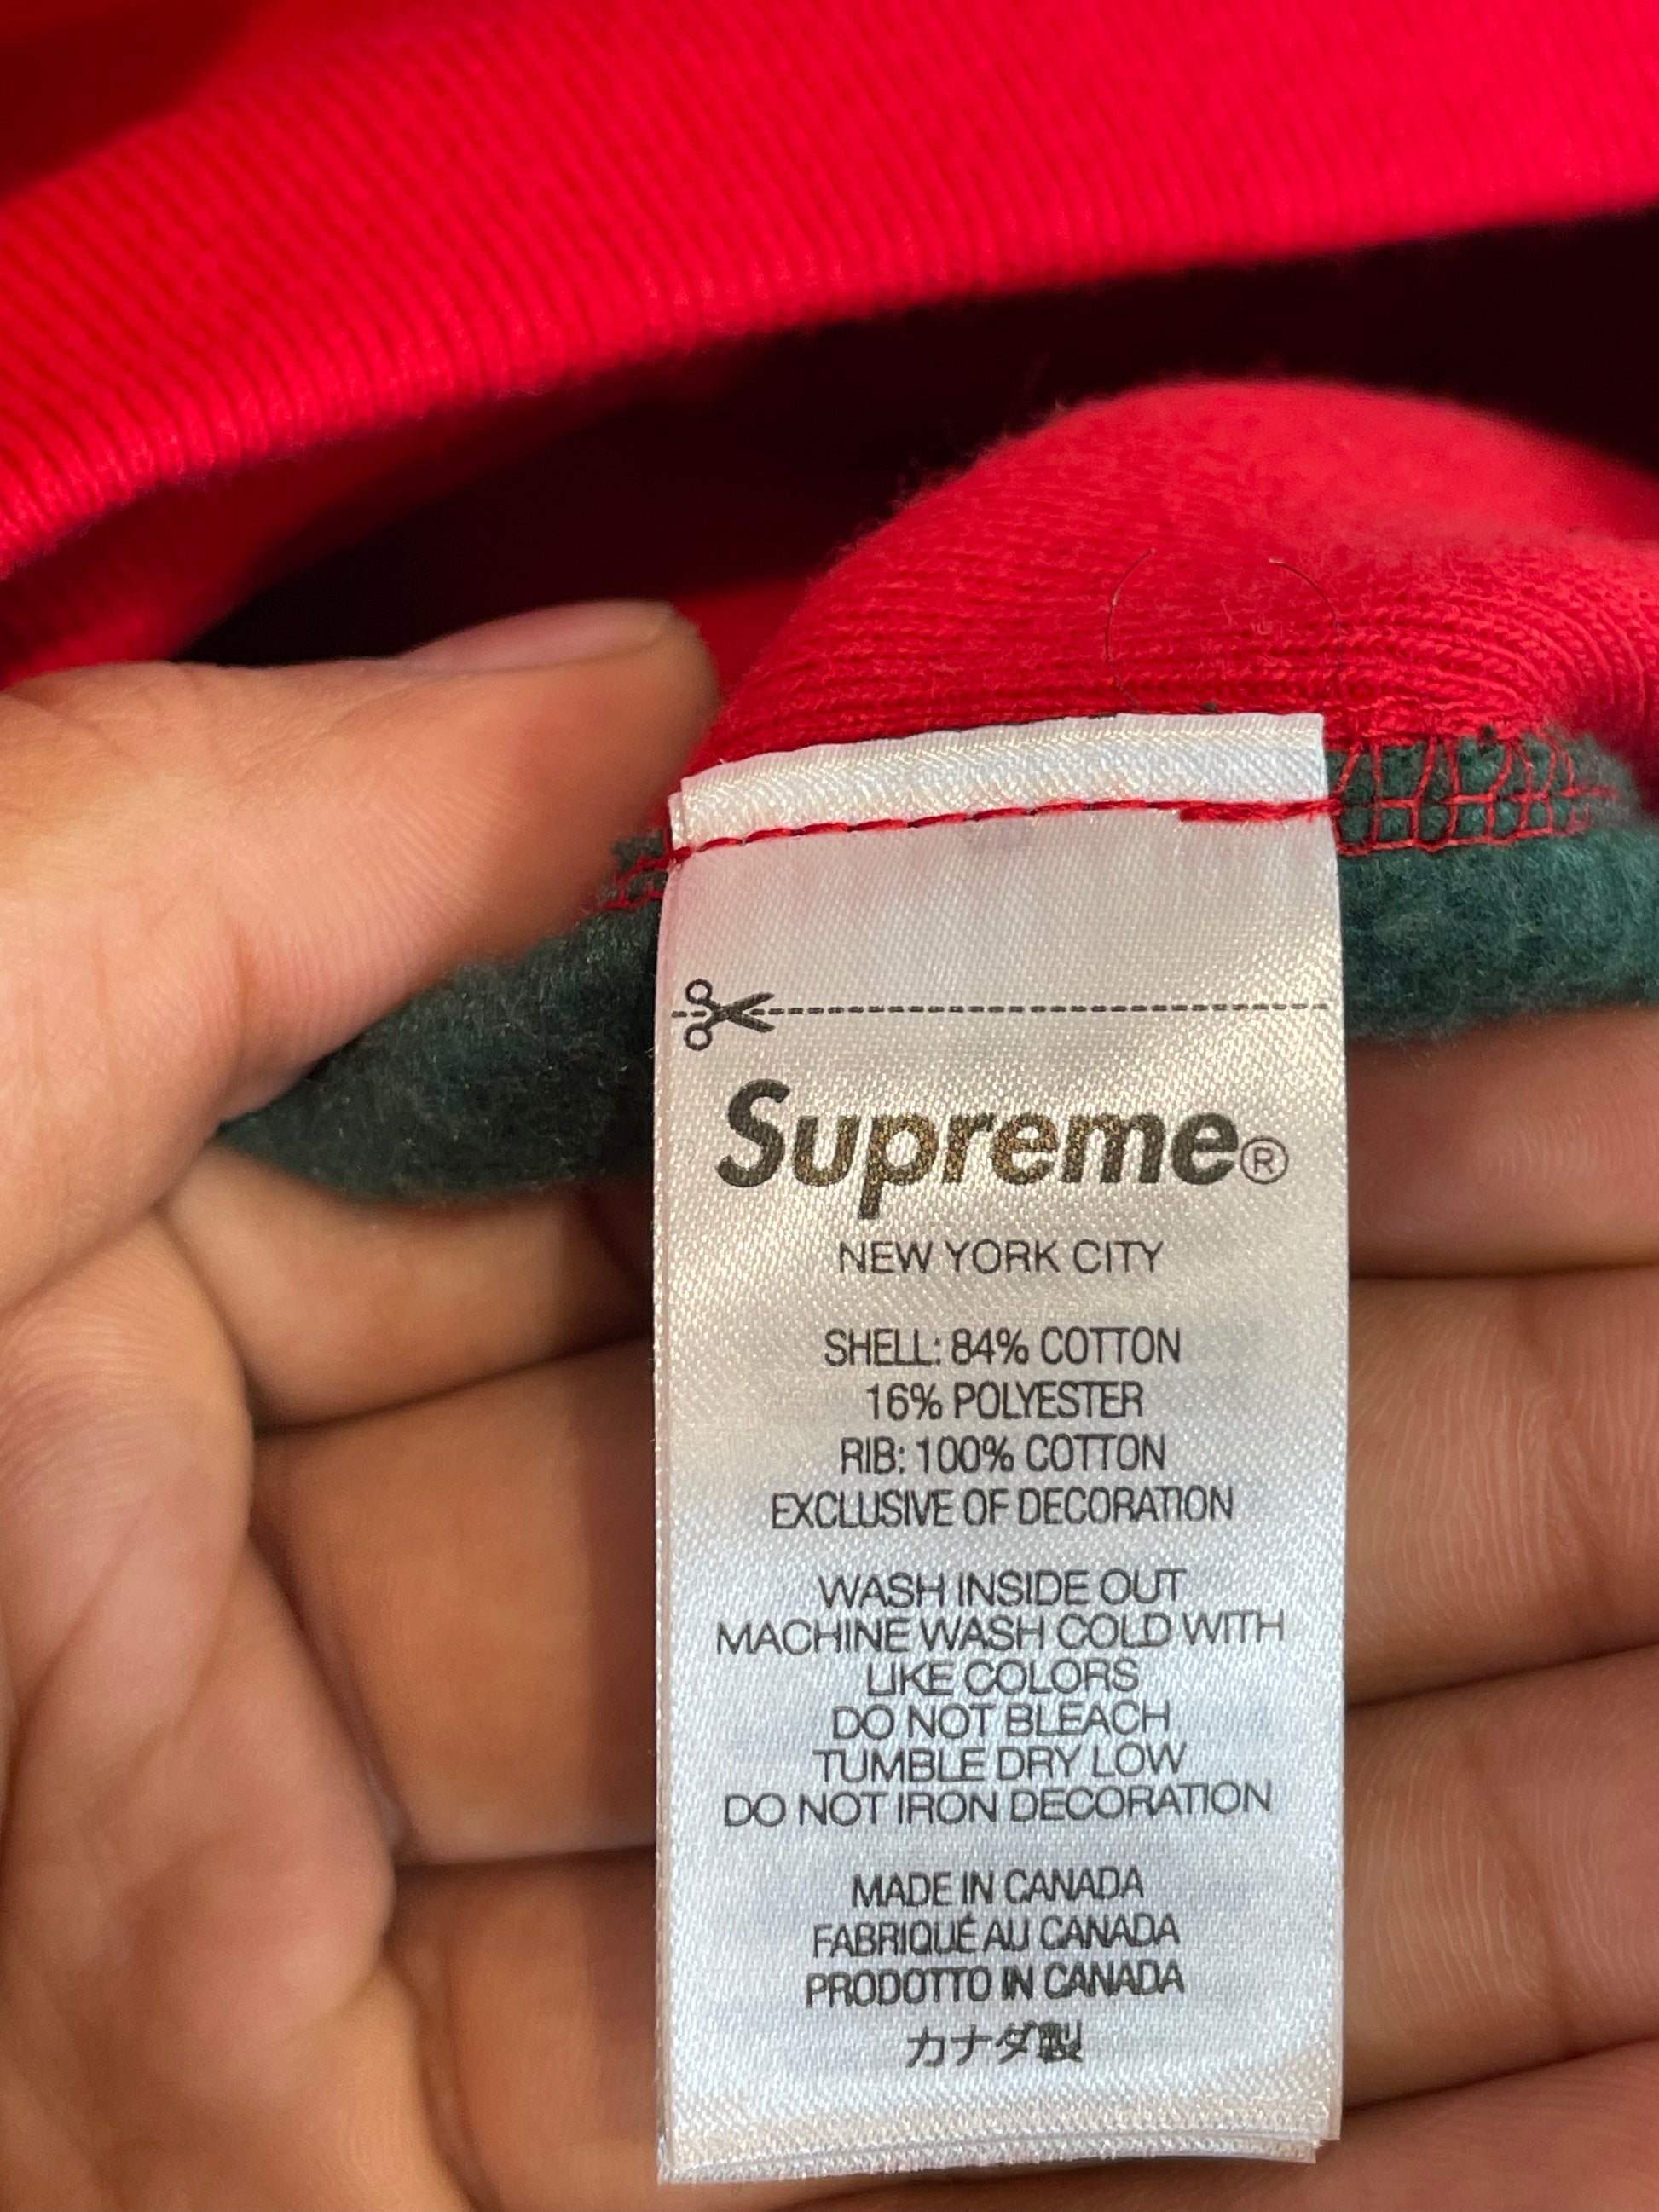 Supreme®
NEW YORK CITY
SHELL: 84% COTTON
16% POLYESTER
RIB: 100% COTTON
EXCLUSIVE OF DECORATION
WASH INSIDE OUT
MACHINE WASH COLD WITH
LIKE COLORS
DO NOT BLEACH
TUMBLE DRY LOW
DO NOT IRON DECORATION
MADE IN CANADA
FABRIQUÉ AU CANADA
PRODOTTO IN CANADA
カナダ製